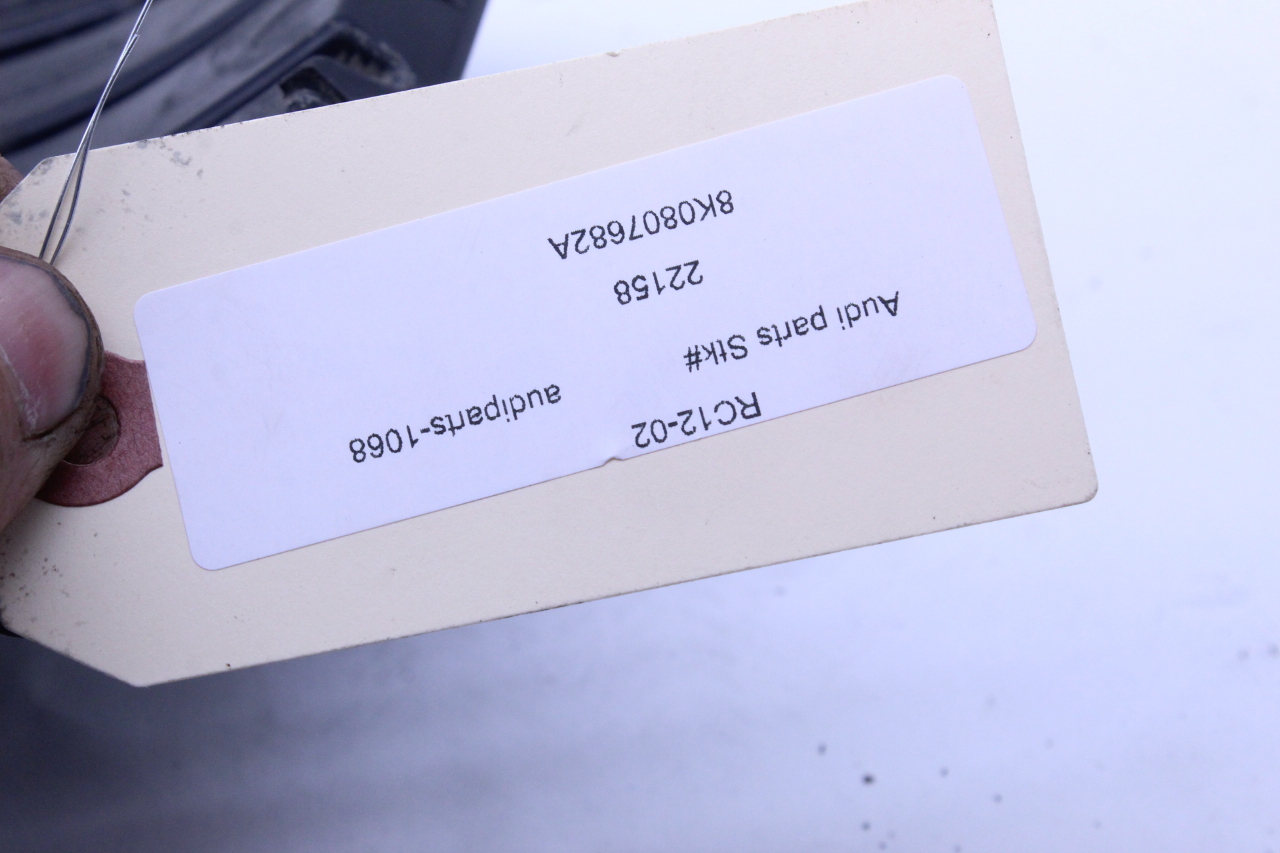 RC12-02
audiparts-1068
Audi parts Stk#
22158
8K0807682A